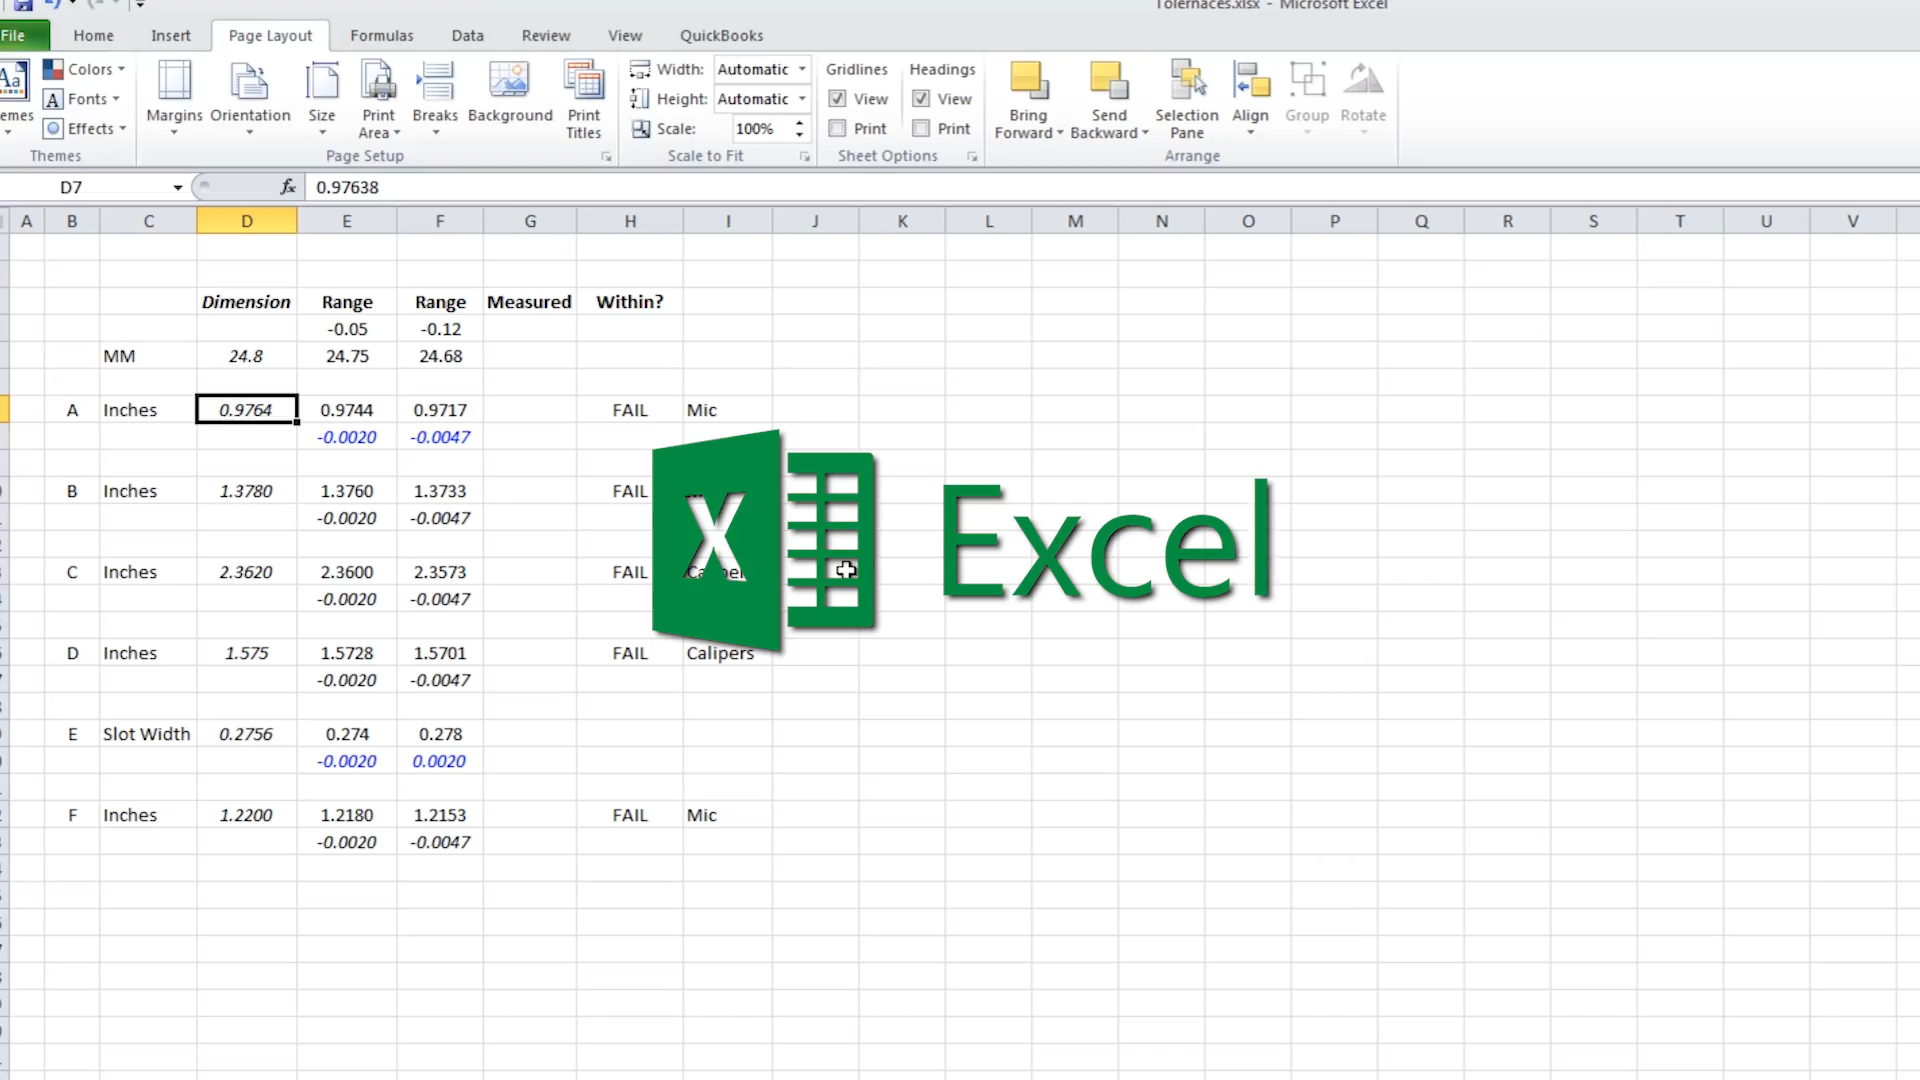 Tolernaces.xlsx - Microsoft Excel
File Home Insert Page Layout Formulas Data Review View QuickBooks
Aa Colors Width: Automatic Gridlines Headings
A Fonts Height: Automatic View View
emes Margins Orientation Size Print Area Breaks Background Print Titles Bring Forward Send Backward Selection Pane Align Group Rotate
Effects Scale: 100% Print Print
Themes Page Setup Scale to Fit Sheet Options Arrange
D7 fx 0.97638
A B C D E F G H I J K L M N O P Q R S T U V
Dimension Range Range Measured Within?
-0.05 -0.12
MM 24.8 24.75 24.68
A Inches 0.9764 0.9744 0.9717 FAIL Mic
-0.0020 -0.0047
B Inches 1.3780 1.3760 1.3733 FAIL
-0.0020 -0.0047
X Excel
C Inches 2.3620 2.3600 2.3573 FAIL
-0.0020 -0.0047
D Inches 1.575 1.5728 1.5701 FAIL Calipers
-0.0020 -0.0047
E Slot Width 0.2756 0.274 0.278
-0.0020 0.0020
F Inches 1.2200 1.2180 1.2153 FAIL Mic
-0.0020 -0.0047